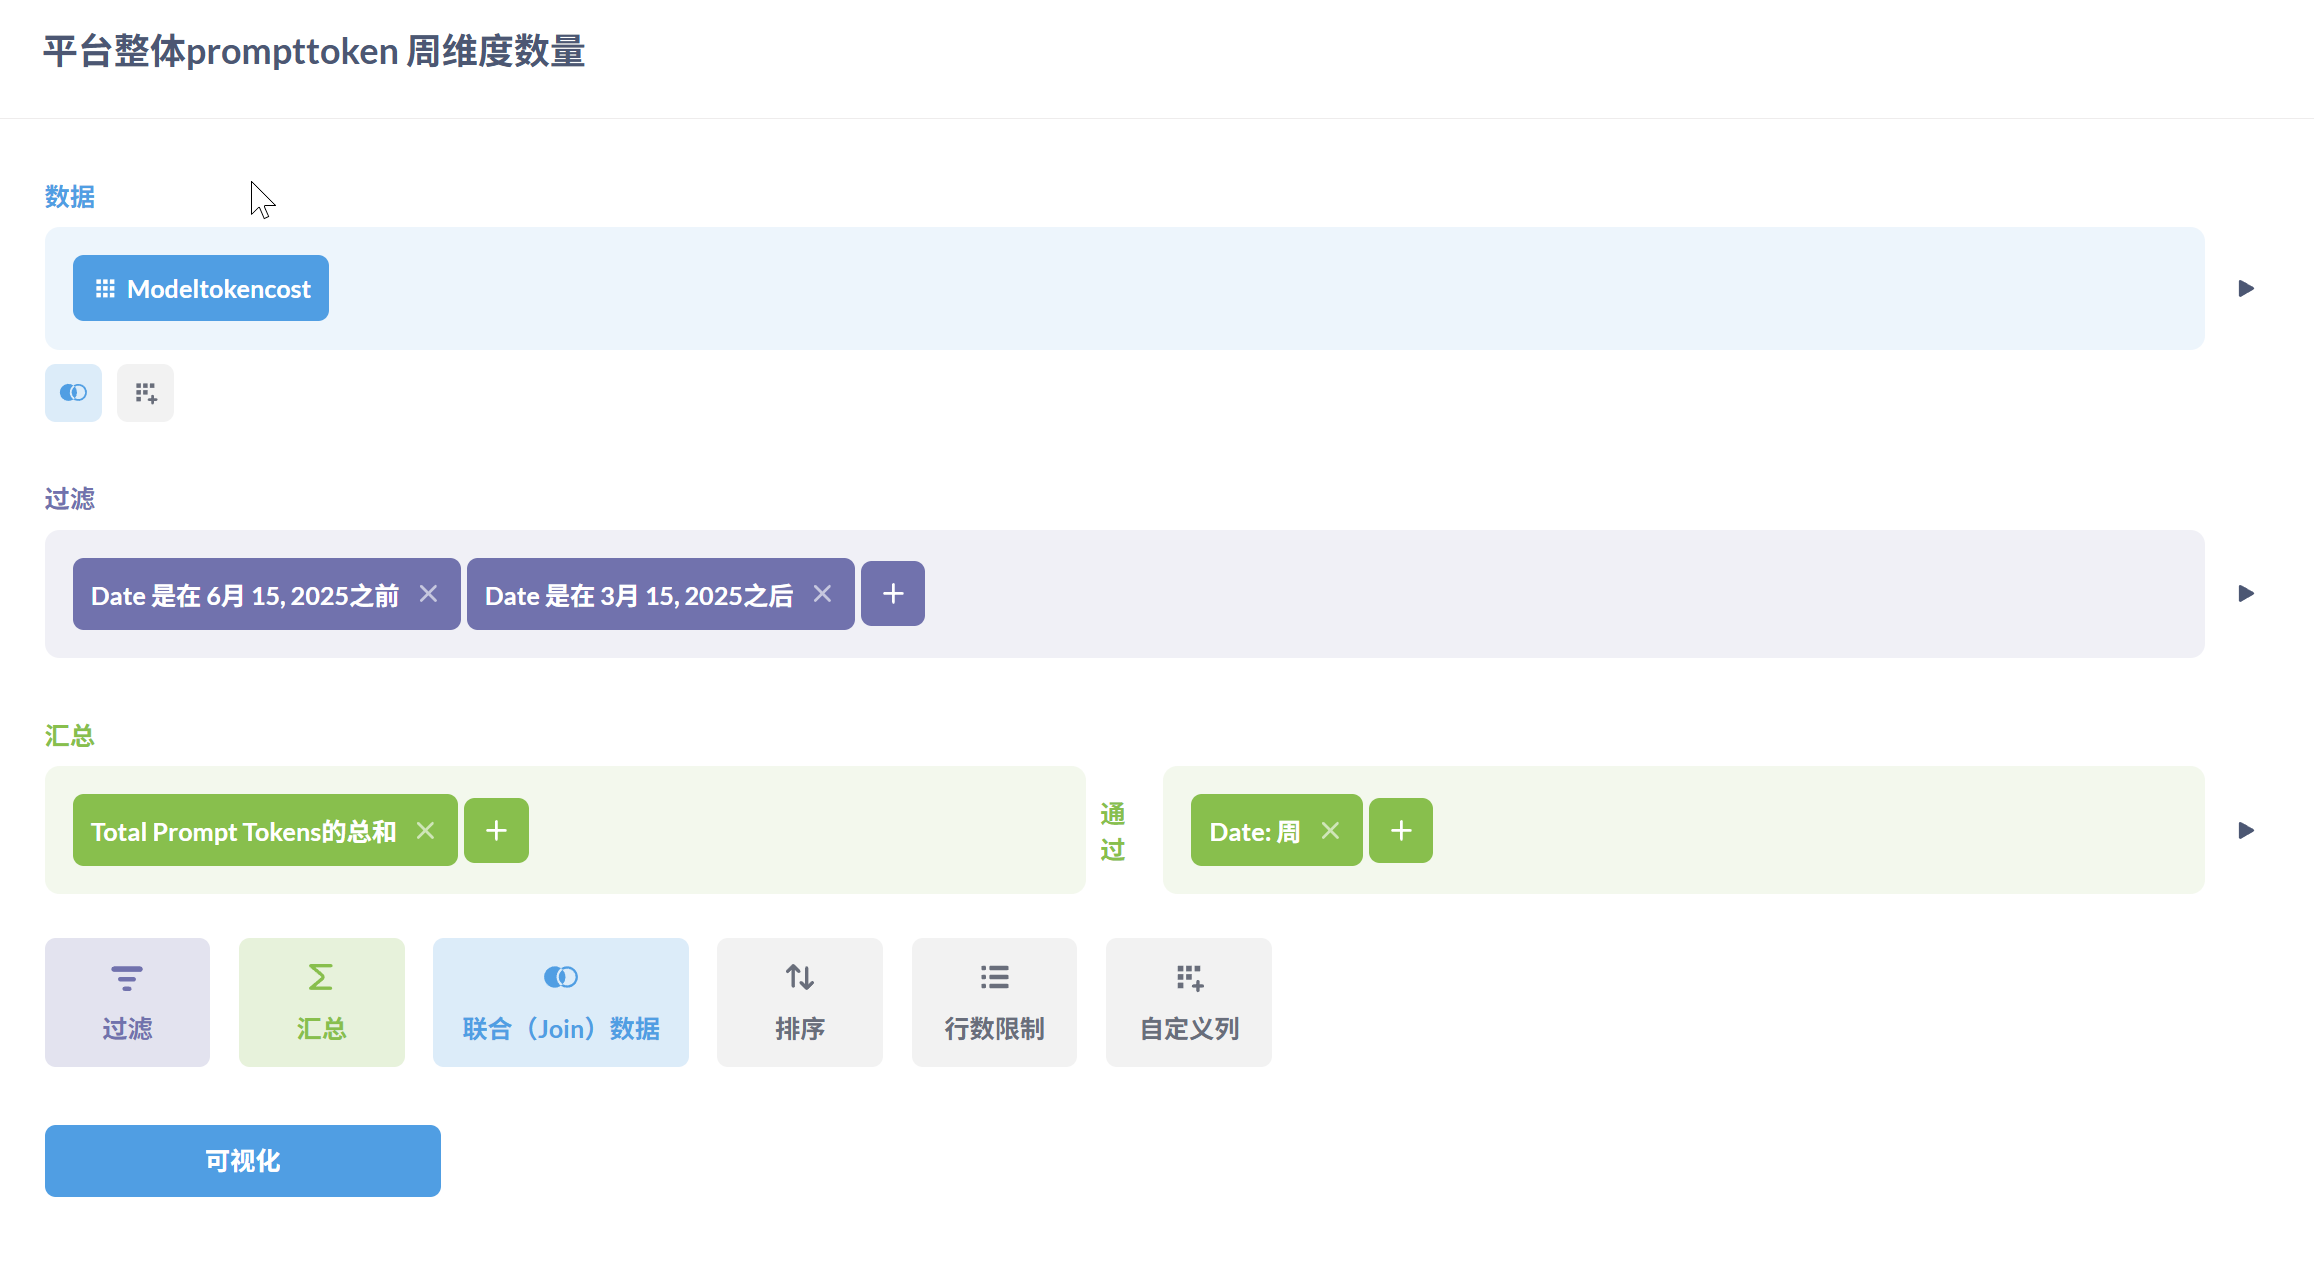 平台整体prompttoken 周维度数量
数据
Modeltokencost
过滤
Date 是在 6月 15, 2025之前
Date 是在 3月 15, 2025之后
汇总
Total Prompt Tokens的总和
通过
Date: 周
过滤
汇总
联合（Join）数据
排序
行数限制
自定义列
可视化